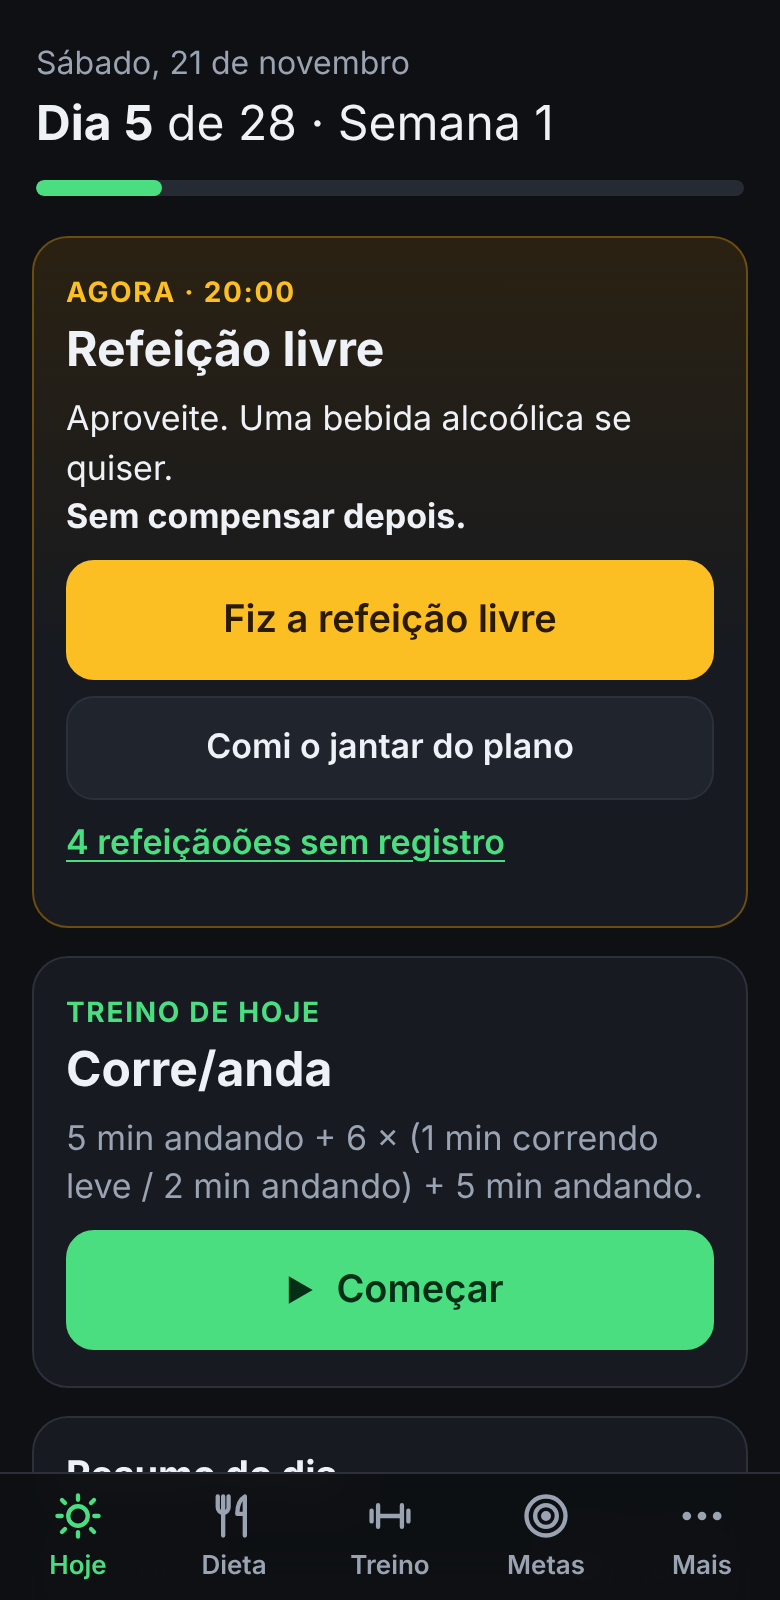 Sábado, 21 de novembro
Dia 5 de 28 · Semana 1
AGORA · 20:00
Refeição livre
Aproveite. Uma bebida alcoólica se
quiser.
Sem compensar depois.
Fiz a refeição livre
Comi o jantar do plano
4 refeiçãoões sem registro
TREINO DE HOJE
Corre/anda
5 min andando + 6 × (1 min correndo
leve / 2 min andando) + 5 min andando.
Começar
Resumo do dia
Hoje
Dieta
Treino
Metas
Mais